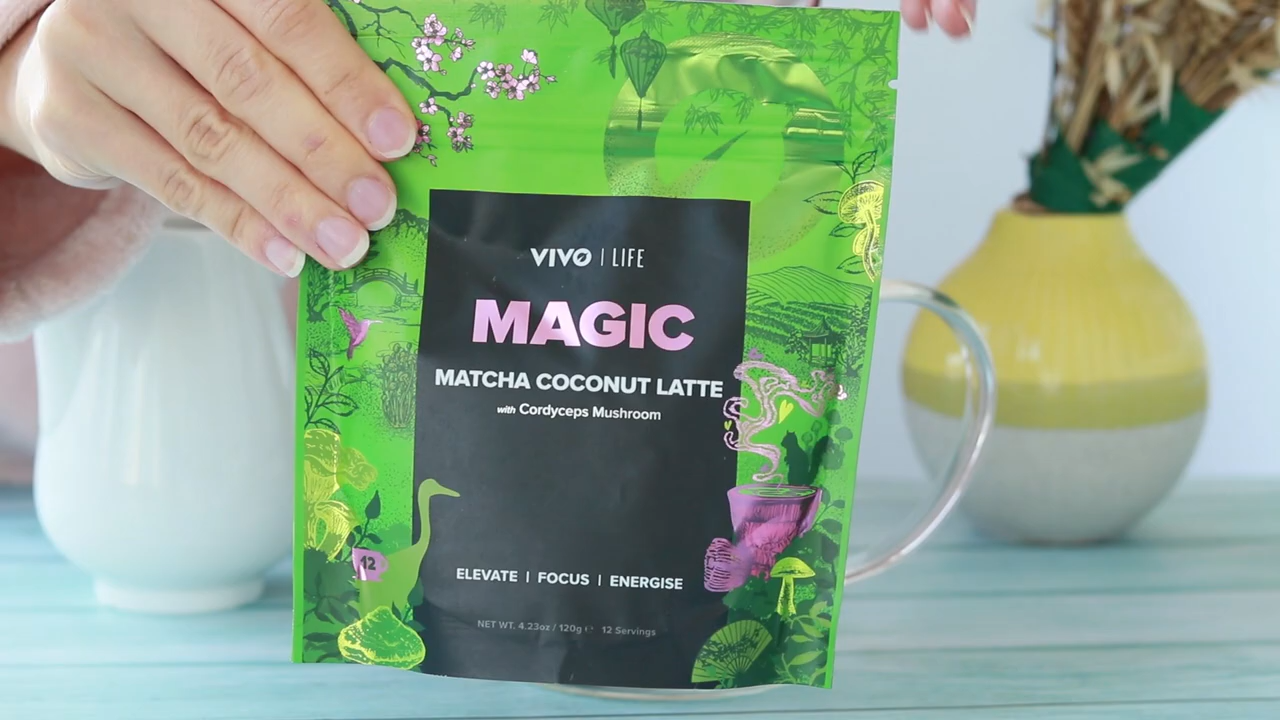 VIVO | LIFE
MAGIC
MATCHA COCONUT LATTE
with Cordyceps Mushroom
12
ELEVATE | FOCUS | ENERGISE
NET WT. 4.23oz / 120g ℮ 12 Servings